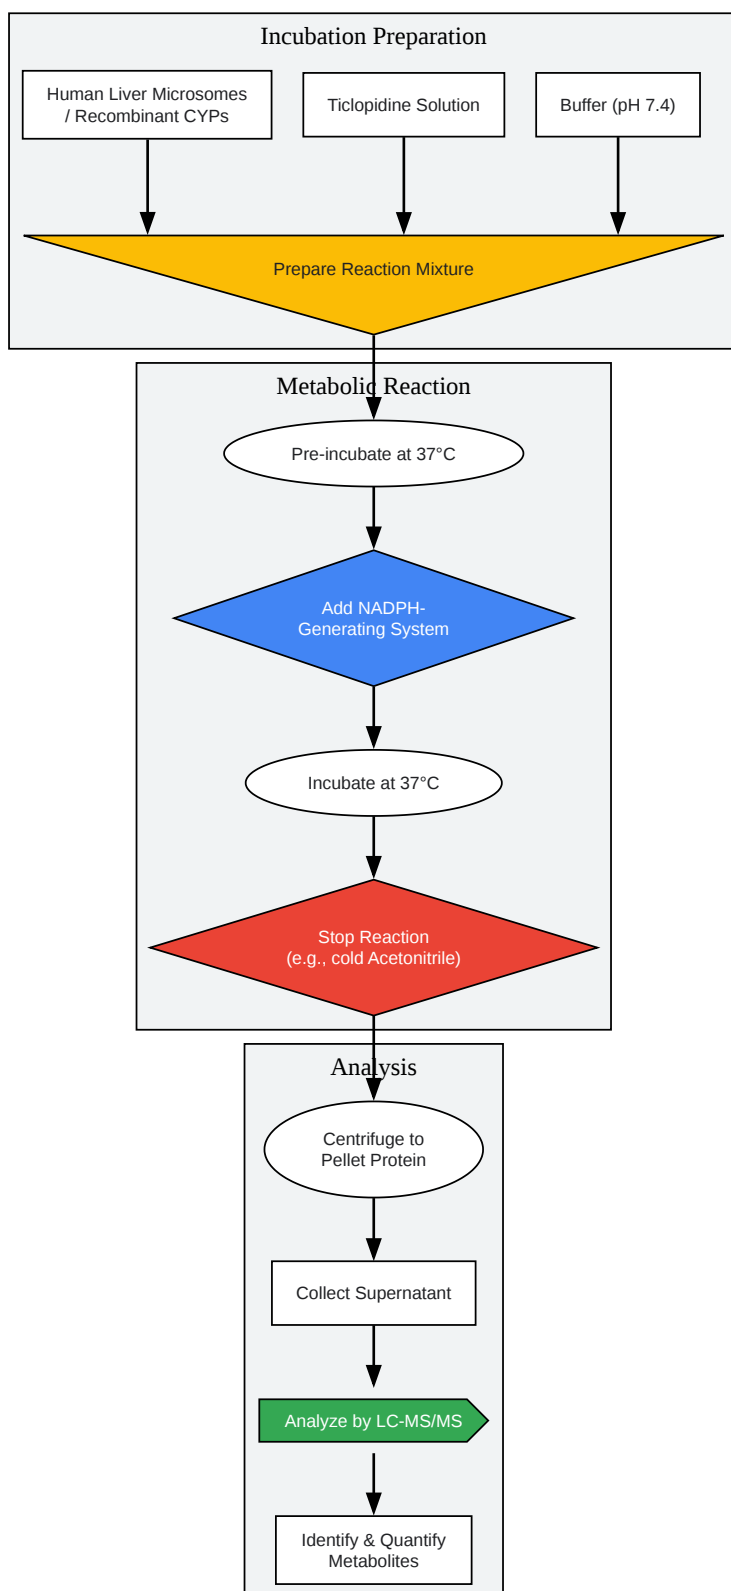 Incubation Preparation
Human Liver Microsomes
/ Recombinant CYPs
Ticlopidine Solution
Buffer (pH 7.4)
Prepare Reaction Mixture
Metabolic Reaction
Pre-incubate at 37°C
Add NADPH-
Generating System
Incubate at 37°C
Stop Reaction
(e.g., cold Acetonitrile)
Analysis
Centrifuge to
Pellet Protein
Collect Supernatant
Analyze by LC-MS/MS
Identify & Quantify
Metabolites